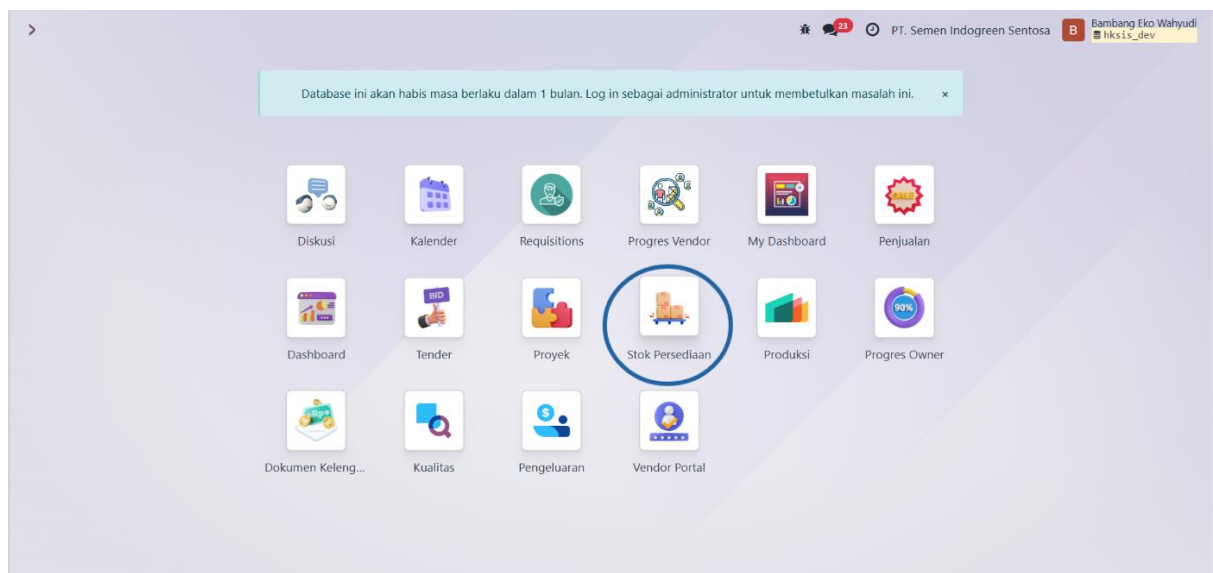 23
PT. Semen Indogreen Sentosa
B
Bambang Eko Wahyudi
hksis_dev
Database ini akan habis masa berlaku dalam 1 bulan. Log in sebagai administrator untuk membetulkan masalah ini. ×
Diskusi
Kalender
Requisitions
Progres Vendor
My Dashboard
SALE
Penjualan
Dashboard
BID
Tender
Proyek
Stok Persediaan
Produksi
90%
Progres Owner
Rp
Dokumen Keleng...
Kualitas
$
Pengeluaran
Vendor Portal